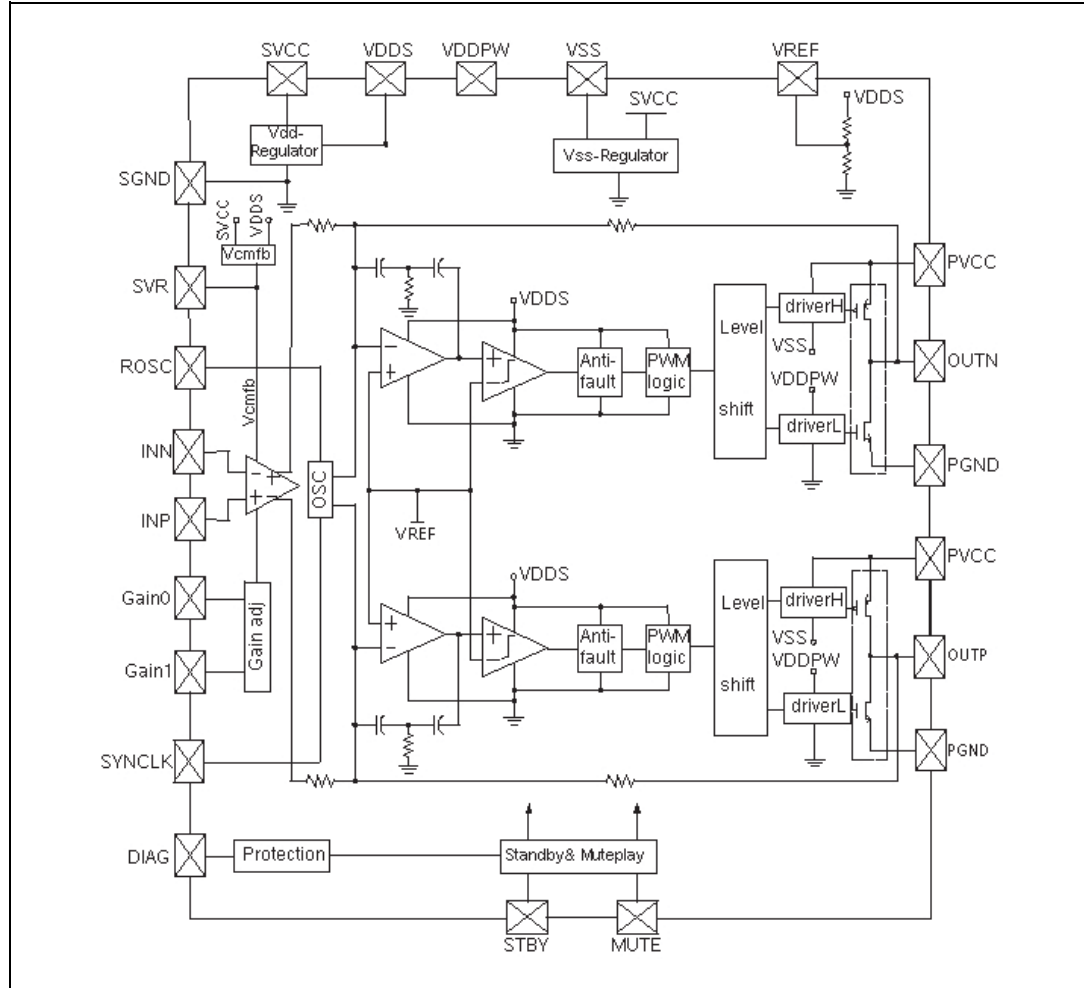 SVCC
VDDS
VDDPW
VSS
VREF
SVCC
VDDS
Vdd-
Regulator
Vss-Regulator
SGND
SVCC
VDDS
Vcmfb
PVCC
SVR
VDDS
driverH
Level
Anti-
fault
PWM
logic
VSS
VDDPW
ROSC
OUTN
Vcmfb
shift
driverL
INN
PGND
OSC
INP
VREF
PVCC
VDDS
Gain0
Gain adj
Level
driverH
Anti-
fault
PWM
logic
VSS
VDDPW
Gain1
OUTP
shift
driverL
SYNCLK
PGND
DIAG
Protection
Standby& Muteplay
STBY
MUTE